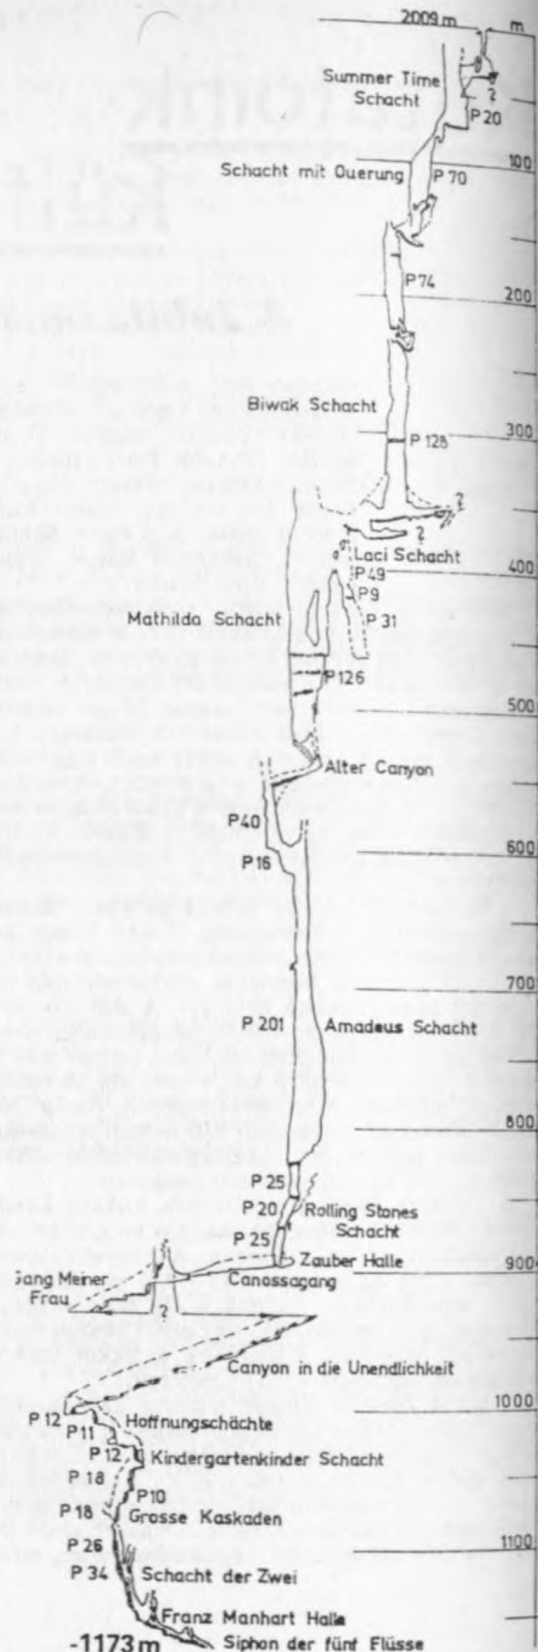 2009 m
m
Summer Time
Schacht
?
P 20
100
Schacht mit Querung
P 70
P 74
200
Biwak Schacht
300
P 128
?
?
Laci Schacht
400
P 49
P 9
P 31
Mathilda Schacht
P 126
500
Alter Canyon
P 40
P 16
600
700
P 201
Amadeus Schacht
800
P 25
P 20
Rolling Stones
Schacht
P 25
Zauber Halle
900
Gang Meiner
Frau
Canossagang
?
Canyon in die Unendlichkeit
1000
P 12
P 11
Hoffnungschächte
P 12
Kindergartenkinder Schacht
P 18
P 10
P 18
Grosse Kaskaden
P 26
1100
P 34
Schacht der Zwei
Franz Manhart Halle
-1173 m
Siphon der fünf Flüsse